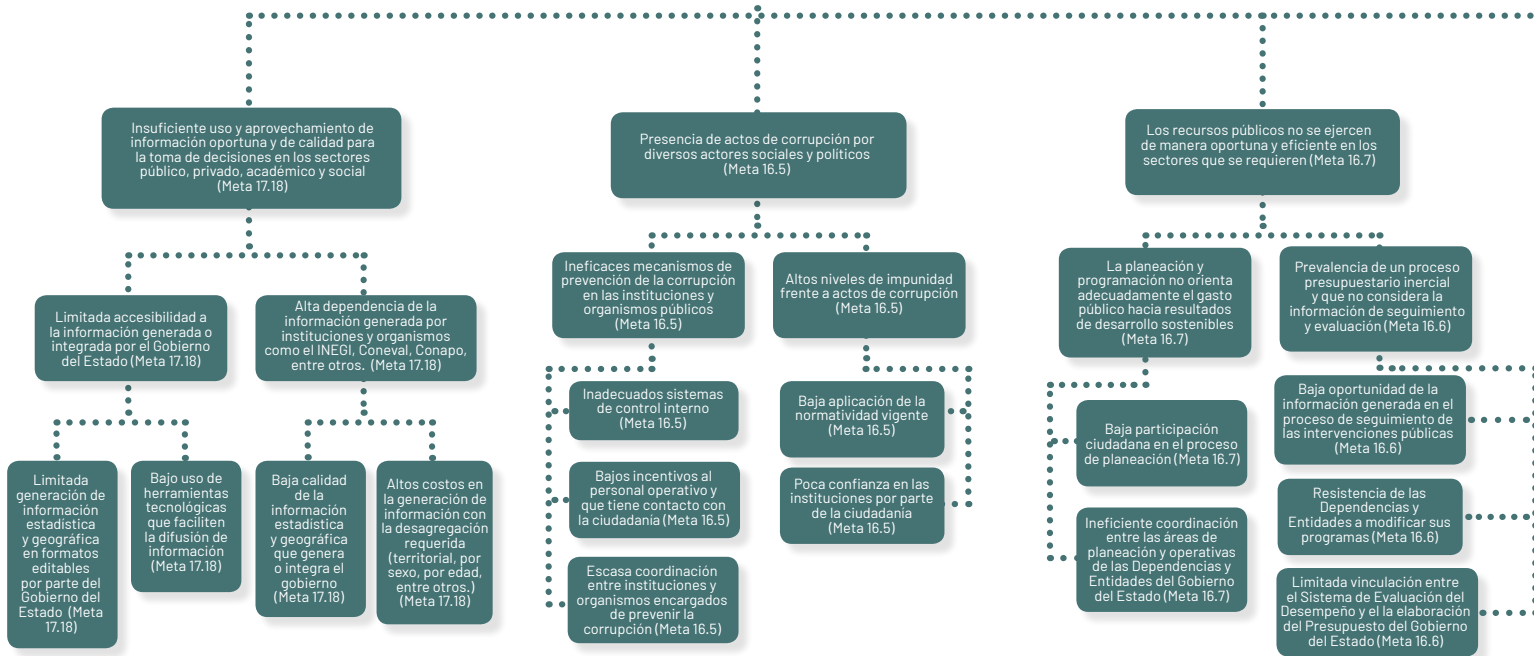 Insuficiente uso y aprovechamiento de
información oportuna y de calidad para
la toma de decisiones en los sectores
público, privado, académico y social
(Meta 17.18)
Limitada accesibilidad a
la información generada o
integrada por el Gobierno
del Estado (Meta 17.18)
Alta dependencia de la
información generada por
instituciones y organismos
como el INEGI, Coneval, Conapo,
entre otros. (Meta 17.18)
Limitada
generación de
información
estadística
y geográfica
en formatos
editables
por parte del
Gobierno del
Estado (Meta
17.18)
Bajo uso de
herramientas
tecnológicas
que faciliten
la difusión de
información
(Meta 17.18)
Baja calidad
de la
información
estadística
y geográfica
que genera
o integra el
gobierno
(Meta 17.18)
Altos costos en
la generación de
información con
la desagregación
requerida
(territorial, por
sexo, por edad,
entre otros.)
(Meta 17.18)
Presencia de actos de corrupción por
diversos actores sociales y políticos
(Meta 16.5)
Ineficaces mecanismos de
prevención de la corrupción
en las instituciones y
organismos públicos
(Meta 16.5)
Altos niveles de impunidad
frente a actos de corrupción
(Meta 16.5)
Inadecuados sistemas
de control interno
(Meta 16.5)
Bajos incentivos al
personal operativo y
que tiene contacto con
la ciudadanía (Meta 16.5)
Escasa coordinación
entre instituciones y
organismos encargados
de prevenir la
corrupción (Meta 16.5)
Baja aplicación de la
normatividad vigente
(Meta 16.5)
Poca confianza en las
instituciones por parte
de la ciudadanía
(Meta 16.5)
Los recursos públicos no se ejercen
de manera oportuna y eficiente en los
sectores que se requieren (Meta 16.7)
La planeación y
programación no orienta
adecuadamente el gasto
público hacia resultados
de desarrollo sostenibles
(Meta 16.7)
Prevalencia de un proceso
presupuestario inercial
y que no considera la
información de seguimiento
y evaluación (Meta 16.6)
Baja participación
ciudadana en el proceso
de planeación (Meta 16.7)
Ineficiente coordinación
entre las áreas de
planeación y operativas
de las Dependencias y
Entidades del Gobierno
del Estado (Meta 16.7)
Baja oportunidad de la
información generada en el
proceso de seguimiento de
las intervenciones públicas
(Meta 16.6)
Resistencia de las
Dependencias y
Entidades a modificar sus
programas (Meta 16.6)
Limitada vinculación entre
el Sistema de Evaluación del
Desempeño y el la elaboración
del Presupuesto del Gobierno
del Estado (Meta 16.6)